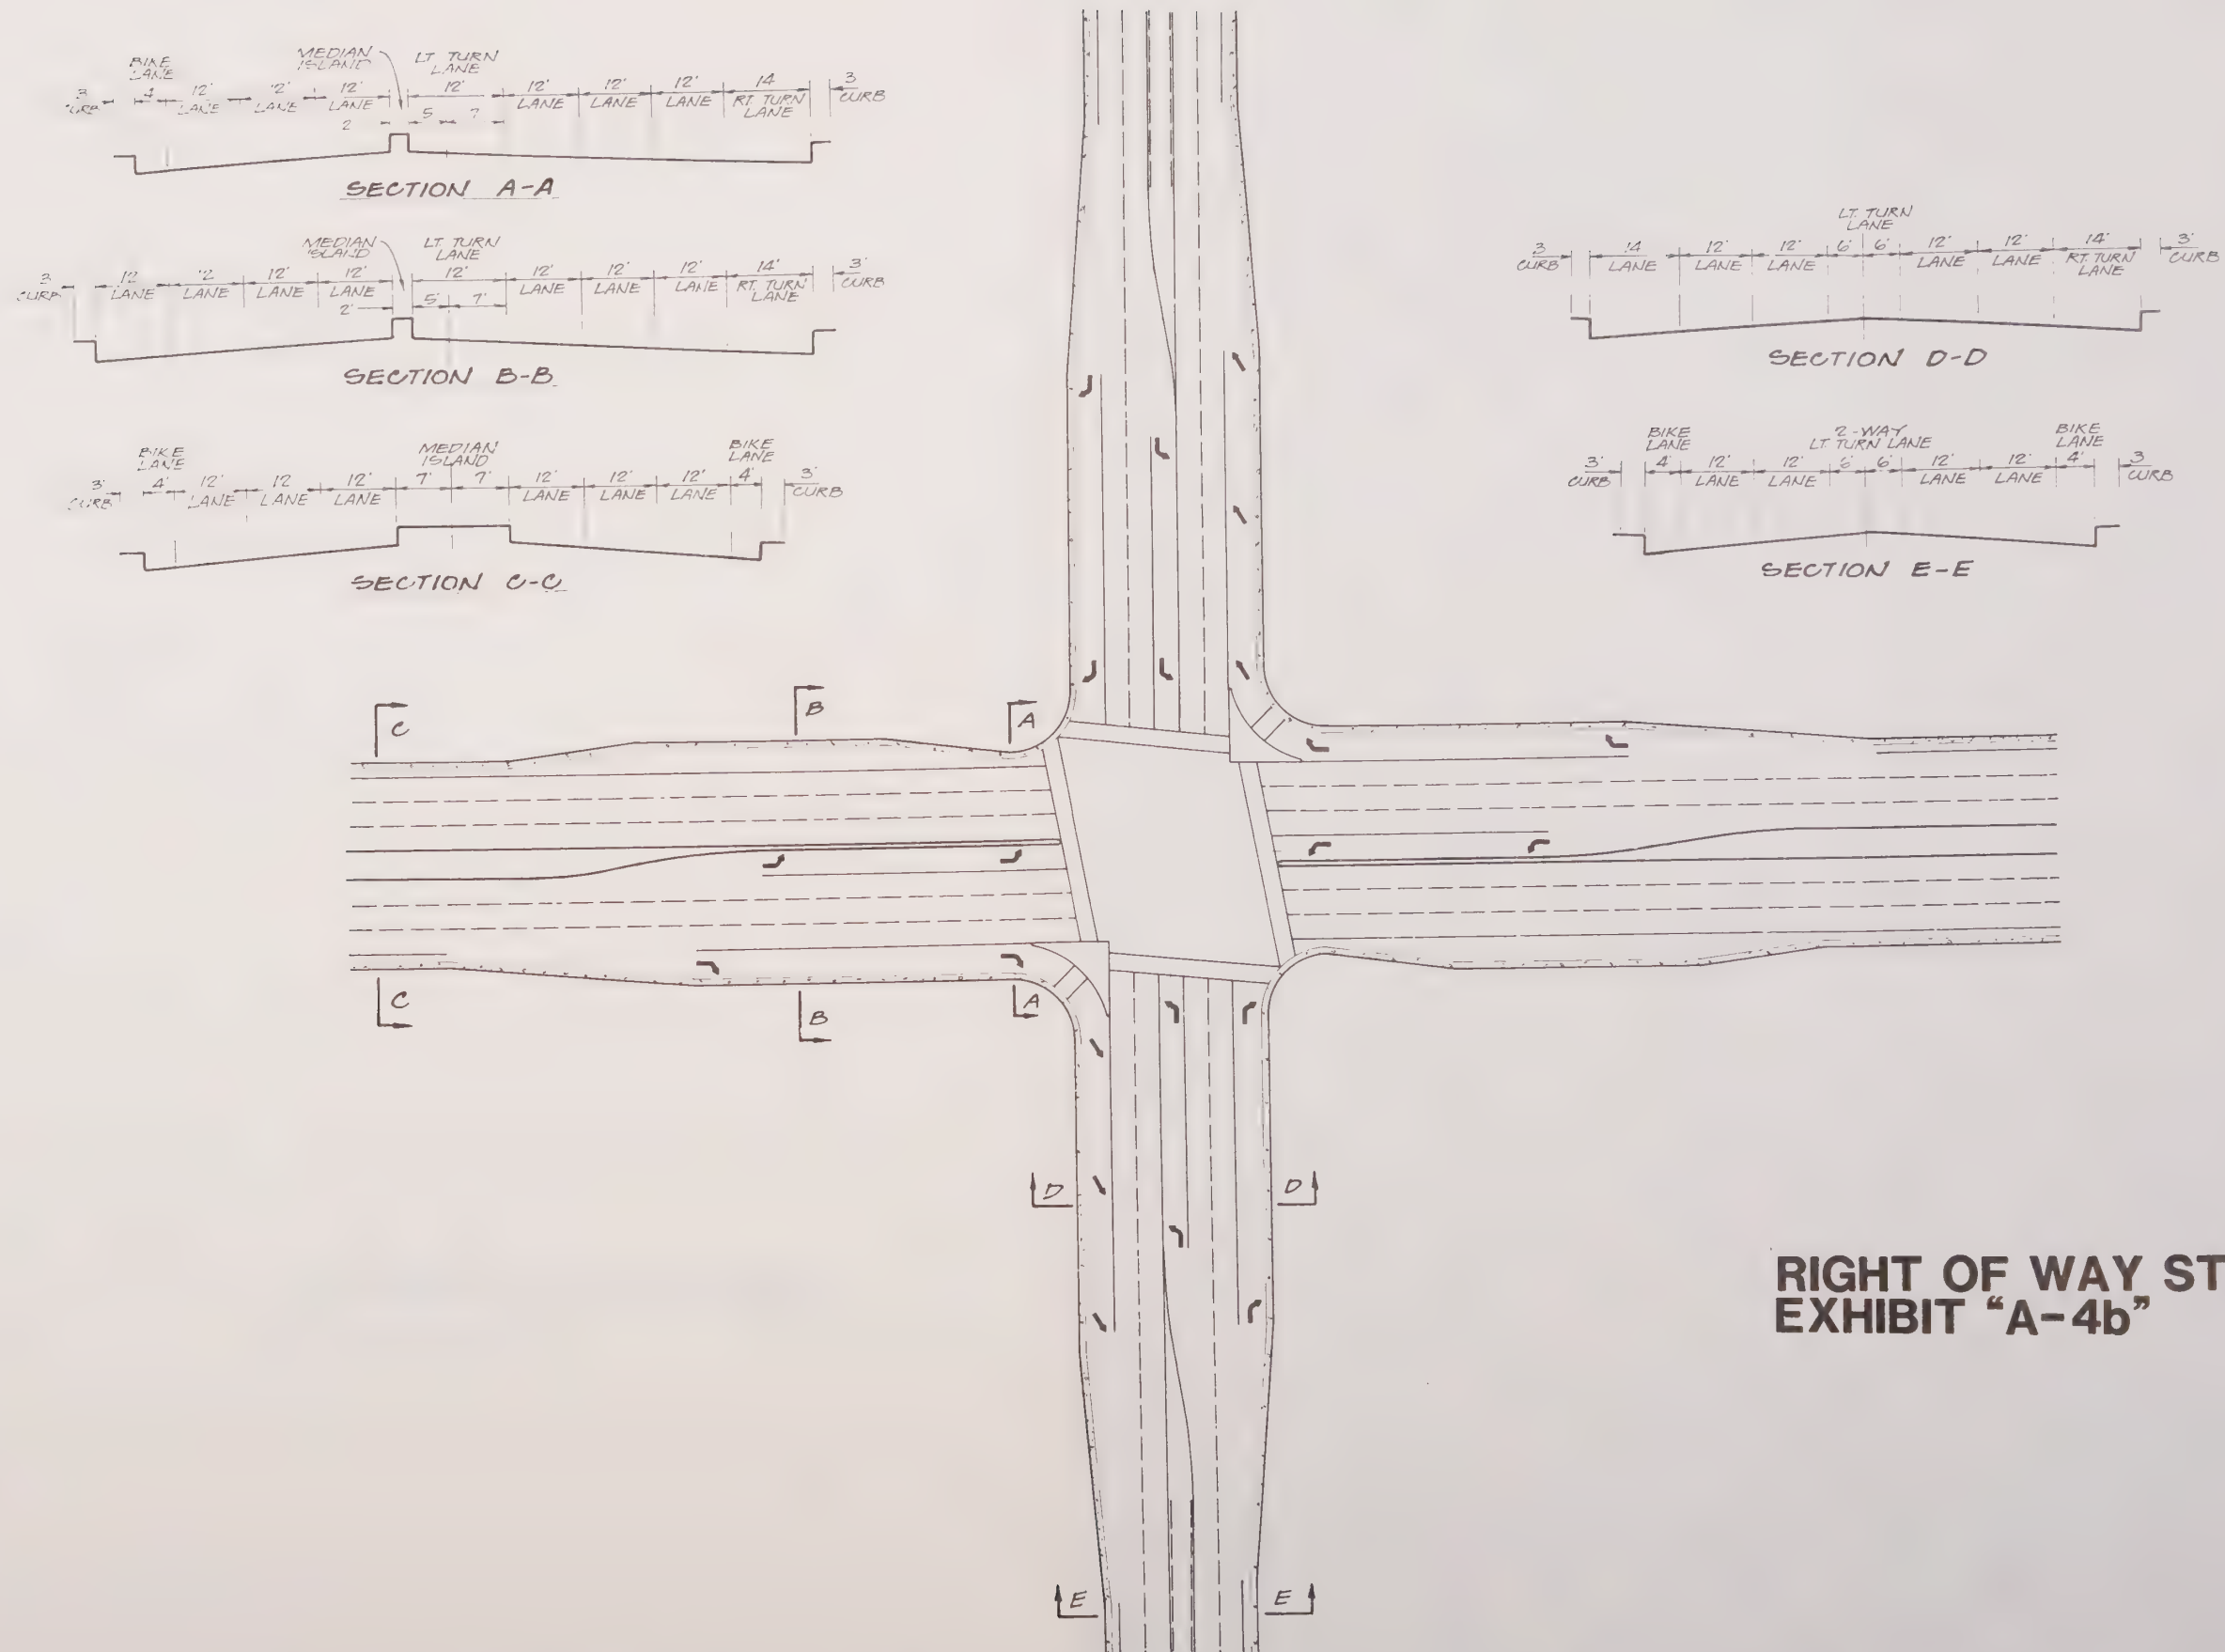 BIKE
LANE
MEDIAN
ISLAND
LT TURN
LANE
3 4 12' 2' 12' 12' 12' 12' 12' 14 3
CURB LANE LANE LANE LANE LANE LANE RT. TURN LANE CURB
2' 5 7
SECTION A-A
MEDIAN
ISLAND
LT. TURN
LANE
3 12 2 12' 12' 12' 12' 12' 12' 14' 3'
CURB LANE LANE LANE LANE LANE LANE LANE RT. TURN LANE CURB
2' 5' 7'
SECTION B-B
BIKE
LANE
MEDIAN
ISLAND
BIKE
LANE
3' 4' 12' 12 12' 7' 7' 12' 12' 12' 4' 3'
CURB LANE LANE LANE LANE LANE LANE CURB
SECTION C-C
LT. TURN
LANE
3 14 12' 12' 6' 6' 12' 12' 14' 3'
CURB LANE LANE LANE LANE LANE RT. TURN LANE CURB
SECTION D-D
BIKE
LANE
2-WAY
LT TURN LANE
BIKE
LANE
3' 4' 12' 12' 6' 6' 12' 12' 4' 3
CURB LANE LANE LANE LANE CURB
SECTION E-E
C
B
A
C
B
A
D
D
E
E
RIGHT OF WAY ST
EXHIBIT “A-4b”